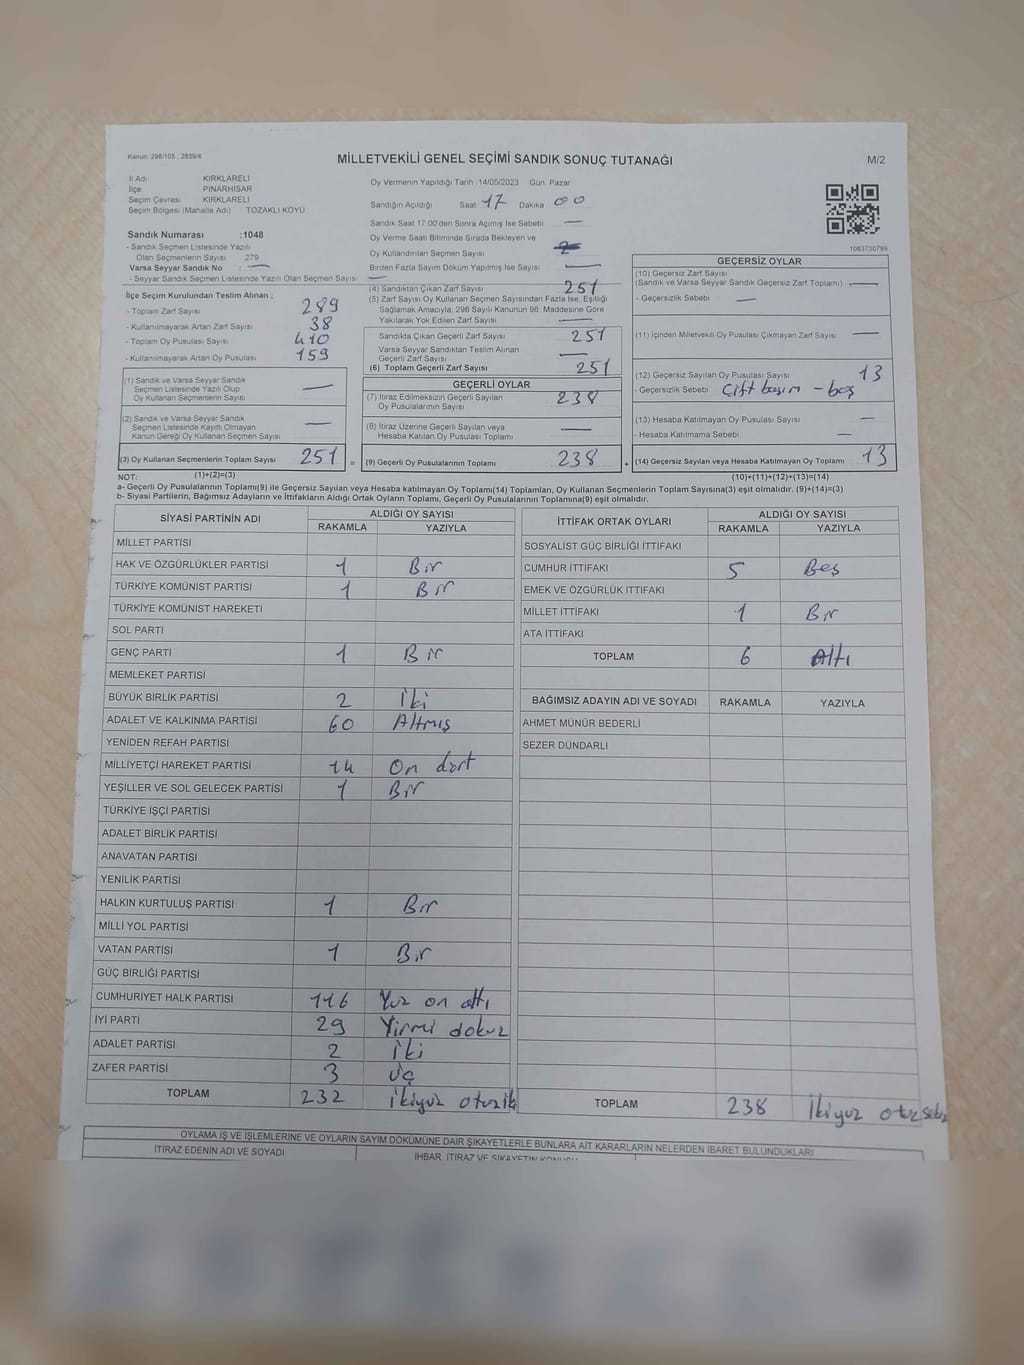 Kanun: 298/105 , 2839/4
MİLLETVEKİLİ GENEL SEÇİMİ SANDIK SONUÇ TUTANAĞI
M/2
İl Adı KIRKLARELİ
İlçe PINARHİSAR
Seçim Çevresi KIRKLARELİ
Seçim Bölgesi (Mahalle Adı) TOZAKLI KÖYÜ
Sandık Numarası :1048
- Sandık Seçmen Listesinde Yazılı
Olan Seçmenlerin Sayısı 279
Varsa Seyyar Sandık No : —
- Seyyar Sandık Seçmen Listesinde Yazılı Olan Seçmen Sayısı —
İlçe Seçim Kurulundan Teslim Alınan ;
- Toplam Zarf Sayısı 289
- Kullanılmayarak Artan Zarf Sayısı 38
- Toplam Oy Pusulası Sayısı 410
- Kullanılmayarak Artan Oy Pusulası 159
(1) Sandık ve Varsa Seyyar Sandık
Seçmen Listesinde Yazılı Olup
Oy Kullanan Seçmenlerin Sayısı —
(2) Sandık ve Varsa Seyyar Sandık
Seçmen Listesinde Kayıtlı Olmayan
Kanun Gereği Oy Kullanan Seçmen Sayısı —
(3) Oy Kullanan Seçmenlerin Toplam Sayısı 251
(1)+(2)=(3)
Oy Vermenin Yapıldığı Tarih :14/05/2023 Gün: Pazar
Sandığın Açıldığı Saat 17 Dakika 00
Sandık Saat 17:00'den Sonra Açımış İse Sebebi —
Oy Verme Saati Bitiminde Sırada Bekleyen ve
Oy Kullandırılan Seçmen Sayısı
Birden Fazla Sayım Döküm Yapılmış İse Sayısı —
(4) Sandıktan Çıkan Zarf Sayısı 251
(5) Zarf Sayısı Oy Kullanan Seçmen Sayısından Fazla İse, Eşitliği
Sağlamak Amacıyla; 298 Sayılı Kanunun 98. Maddesine Göre
Yakılarak Yok Edilen Zarf Sayısı —
Sandıkta Çıkan Geçerli Zarf Sayısı 251
Varsa Seyyar Sandıktan Teslim Alınan
Geçerli Zarf Sayısı —
(6) Toplam Geçerli Zarf Sayısı 251
GEÇERLİ OYLAR
(7) İtiraz Edilmeksizin Geçerli Sayılan
Oy Pusulalarının Sayısı 238
(8) İtiraz Üzerine Geçerli Sayılan veya
Hesaba Katılan Oy Pusulası Toplamı —
= (9) Geçerli Oy Pusulalarının Toplamı 238 +
1083730799
GEÇERSİZ OYLAR
(10) Geçersiz Zarf Sayısı
(Sandık ve Varsa Seyyar Sandık Geçersiz Zarf Toplamı) —
- Geçersizlik Sebebi —
(11) İçinden Milletvekili Oy Pusulası Çıkmayan Zarf Sayısı —
(12) Geçersiz Sayılan Oy Pusulası Sayısı 13
- Geçersizlik Sebebi Çift basım - boş
(13) Hesaba Katılmayan Oy Pusulası Sayısı —
- Hesaba Katılmama Sebebi —
(14) Geçersiz Sayılan veya Hesaba Katılmayan Oy Toplamı 13
(10)+(11)+(12)+(13)=(14)
NOT:
a- Geçerli Oy Pusulalarının Toplamı(9) ile Geçersiz Sayılan veya Hesaba katılmayan Oy Toplamı(14) Toplamları, Oy Kullanan Seçmenlerin Toplam Sayısına(3) eşit olmalıdır. (9)+(14)=(3)
b- Siyasi Partilerin, Bağımsız Adayların ve İttifakların Aldığı Ortak Oyların Toplamı, Geçerli Oy Pusulalarının Toplamına(9) eşit olmalıdır.
SİYASİ PARTİNİN ADI ALDIĞI OY SAYISI
RAKAMLA YAZIYLA
MİLLET PARTİSİ
HAK VE ÖZGÜRLÜKLER PARTİSİ 1 Bir
TÜRKİYE KOMÜNİST PARTİSİ 1 Bir
TÜRKİYE KOMÜNİST HAREKETİ
SOL PARTİ
GENÇ PARTİ 1 Bir
MEMLEKET PARTİSİ
BÜYÜK BİRLİK PARTİSİ 2 İki
ADALET VE KALKINMA PARTİSİ 60 Altmış
YENİDEN REFAH PARTİSİ
MİLLİYETÇİ HAREKET PARTİSİ 14 On dört
YEŞİLLER VE SOL GELECEK PARTİSİ 1 Bir
TÜRKİYE İŞÇİ PARTİSİ
ADALET BİRLİK PARTİSİ
ANAVATAN PARTİSİ
YENİLİK PARTİSİ
HALKIN KURTULUŞ PARTİSİ 1 Bir
MİLLİ YOL PARTİSİ
VATAN PARTİSİ 1 Bir
GÜÇ BİRLİĞİ PARTİSİ
CUMHURİYET HALK PARTİSİ 116 Yüz on altı
İYİ PARTİ 29 Yirmi dokuz
ADALET PARTİSİ 2 İki
ZAFER PARTİSİ 3 Üç
TOPLAM 232 ikiyüz otuziki
İTTİFAK ORTAK OYLARI ALDIĞI OY SAYISI
RAKAMLA YAZIYLA
SOSYALİST GÜÇ BİRLİĞİ İTTİFAKI
CUMHUR İTTİFAKI 5 Beş
EMEK VE ÖZGÜRLÜK İTTİFAKI
MİLLET İTTİFAKI 1 Bir
ATA İTTİFAKI
TOPLAM 6 Altı
BAĞIMSIZ ADAYIN ADI VE SOYADI RAKAMLA YAZIYLA
AHMET MÜNÜR BEDERLİ
SEZER DÜNDARLI
TOPLAM 238 İkiyüz otuzsekiz
OYLAMA İŞ VE İŞLEMLERİNE VE OYLARIN SAYIM DÖKÜMÜNE DAİR ŞİKAYETLERLE BUNLARA AİT KARARLARIN NELERDEN İBARET BULUNDUKLARI
İTİRAZ EDENİN ADI VE SOYADI
İHBAR, İTİRAZ VE ŞİKAYETİN KONUSU